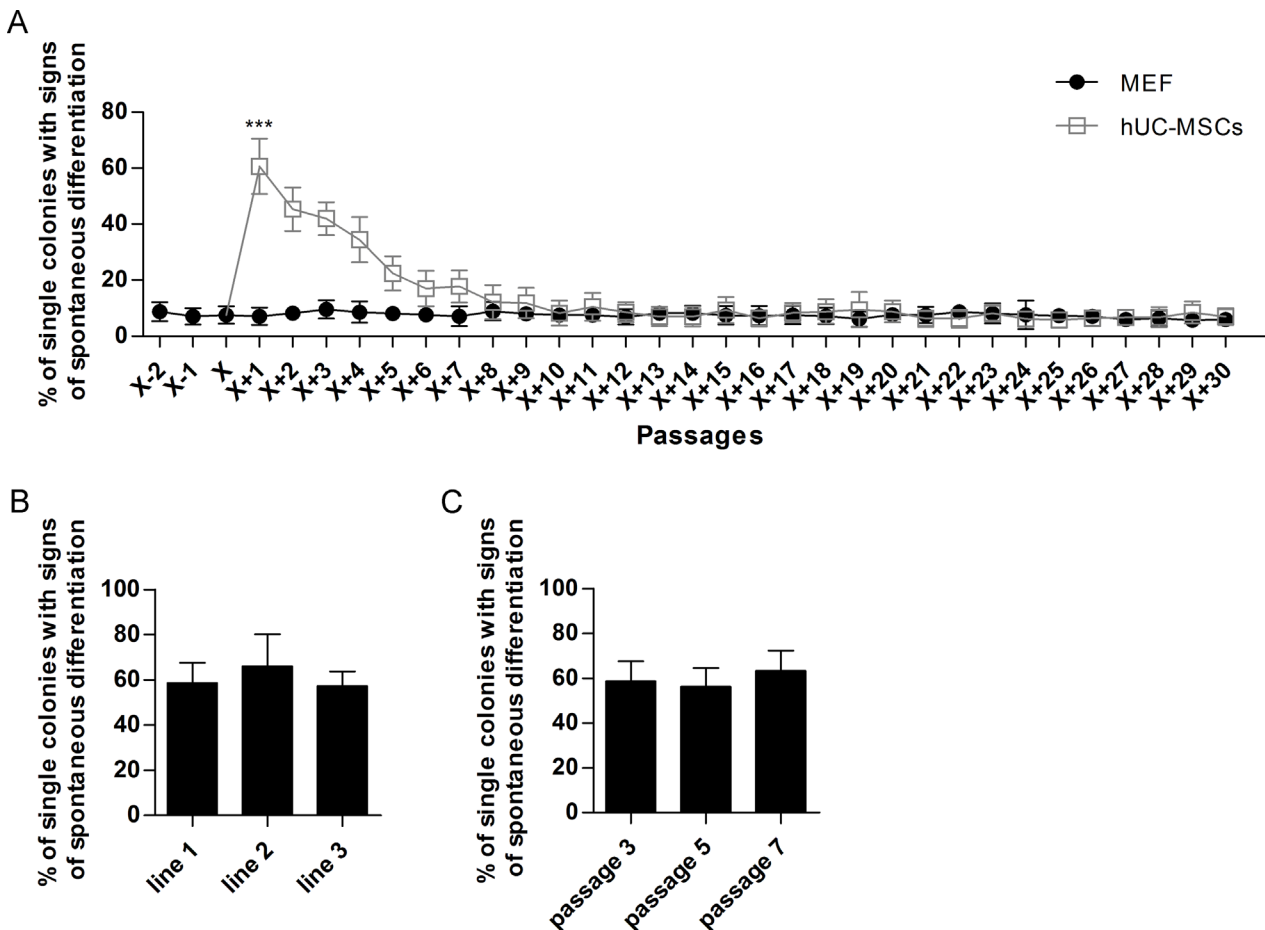 A
% of single colonies with signs
of spontaneous differentiation
80
60
40
20
0
***
MEF
hUC-MSCs
X-2
X-1
X
X+1
X+2
X+3
X+4
X+5
X+6
X+7
X+8
X+9
X+10
X+11
X+12
X+13
X+14
X+15
X+16
X+17
X+18
X+19
X+20
X+21
X+22
X+23
X+24
X+25
X+26
X+27
X+28
X+29
X+30
Passages
B
% of single colonies with signs
of spontaneous differentiation
100
80
60
40
20
0
line 1
line 2
line 3
C
% of single colonies with signs
of spontaneous differentiation
100
80
60
40
20
0
passage 3
passage 5
passage 7